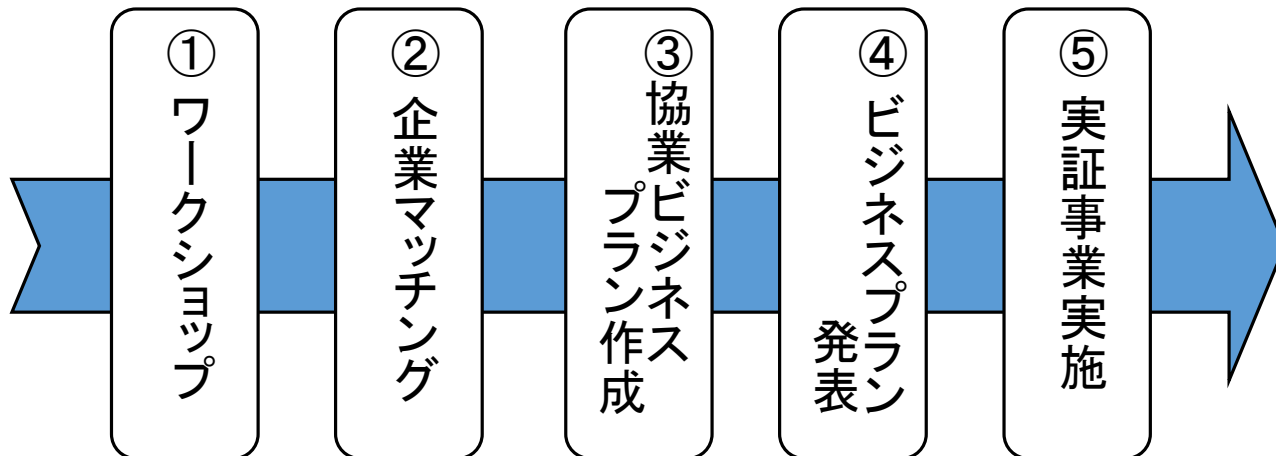 ①
ワークショップ
②
企業マッチング
③
協業ビジネス
プラン作成
④
ビジネスプラン
発表
⑤
実証事業実施